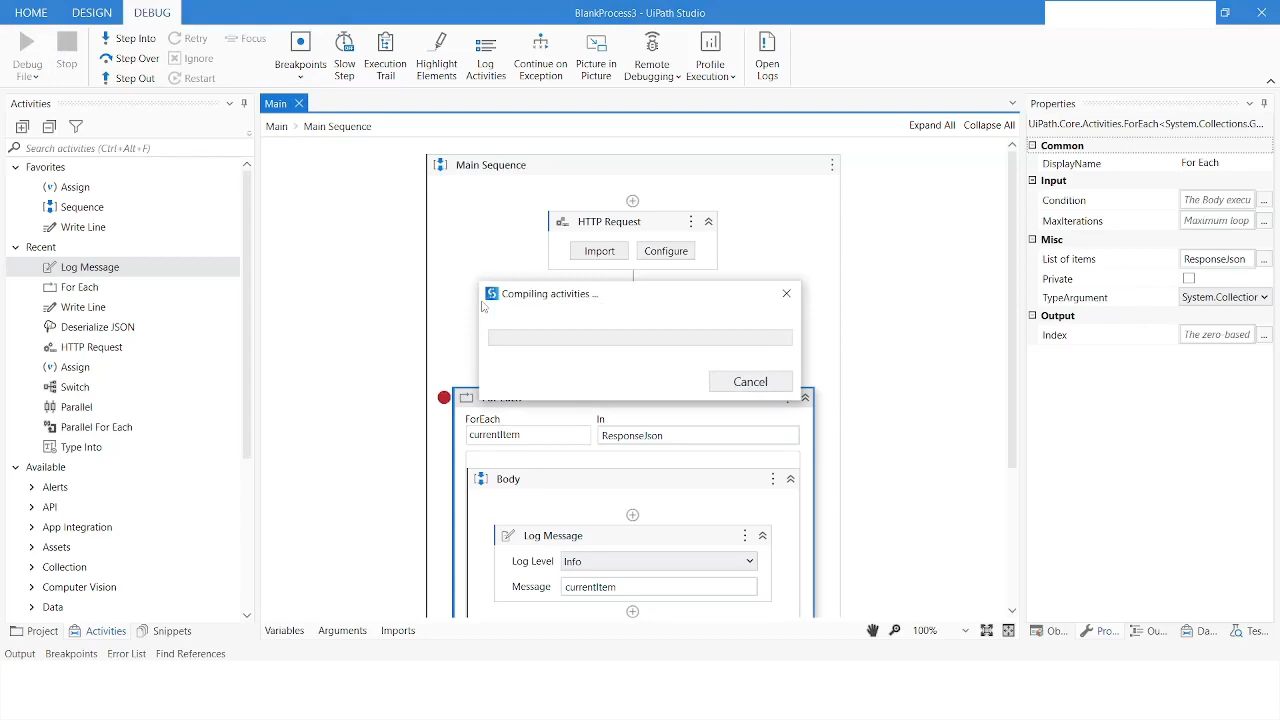 HOME DESIGN DEBUG BlankProcess3 - UiPath Studio
Debug File Stop Step Into Step Over Step Out Retry Ignore Restart Focus Breakpoints Slow Step Execution Trail Highlight Elements Log Activities Continue on Exception Picture in Picture Remote Debugging Profile Execution Open Logs
Activities
Search activities (Ctrl+Alt+F)
Favorites
(v) Assign
Sequence
Write Line
Recent
Log Message
For Each
Write Line
Deserialize JSON
HTTP Request
(v) Assign
Switch
Parallel
Parallel For Each
Type Into
Available
Alerts
API
App Integration
Assets
Collection
Computer Vision
Data
Project Activities Snippets
Main
Main > Main Sequence Expand All Collapse All
Main Sequence
HTTP Request
Import Configure
Compiling activities ...
Cancel
ForEach In
currentItem ResponseJson
Body
Log Message
Log Level Info
Message currentItem
Variables Arguments Imports 100%
Properties
UiPath.Core.Activities.ForEach<System.Collections.G...
Common
DisplayName For Each
Input
Condition The Body execu ...
MaxIterations Maximum loop ...
Misc
List of items ResponseJson ...
Private
TypeArgument System.Collectior
Output
Index The zero-based ...
Ob... Pro... Ou... Da... Tes...
Output Breakpoints Error List Find References